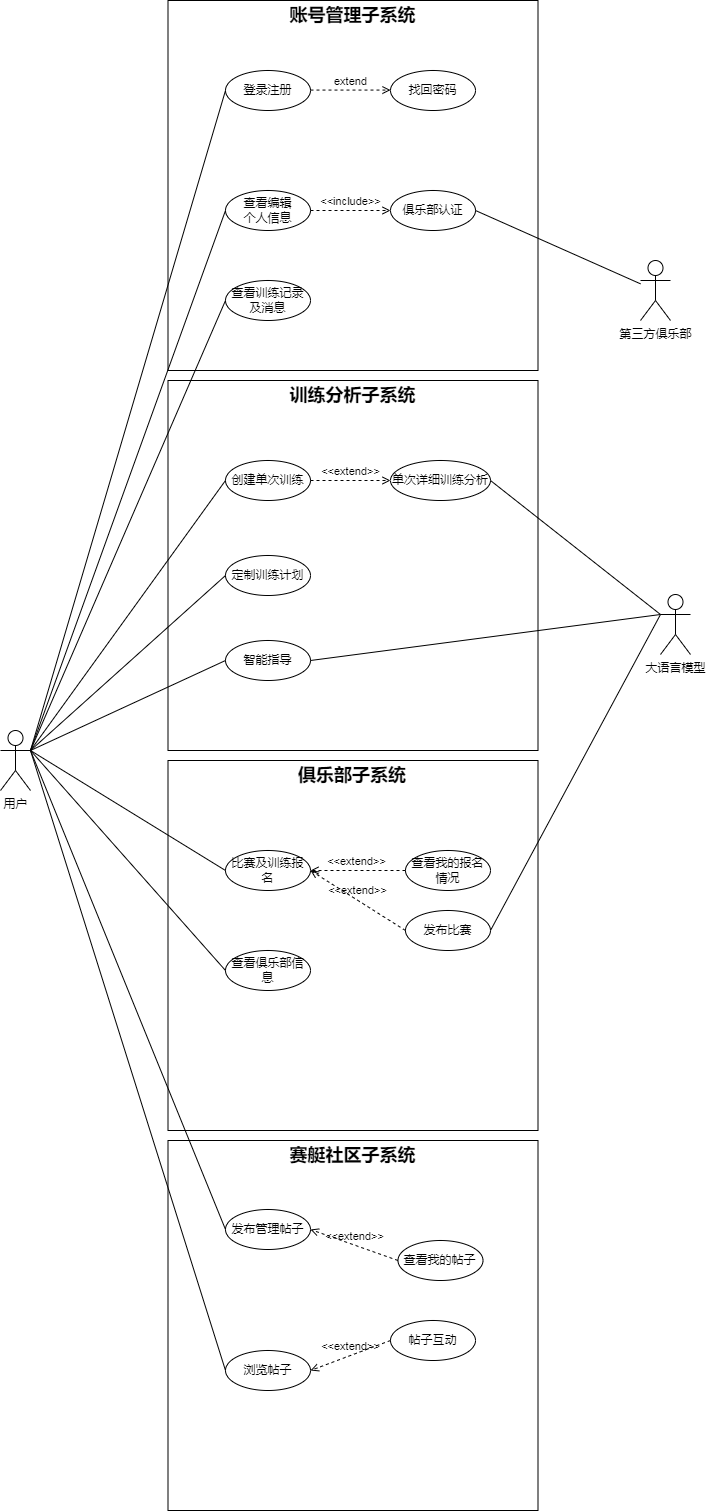 账号管理子系统
登录注册
extend
找回密码
查看编辑
个人信息
<<include>>
俱乐部认证
查看训练记录
及消息
第三方俱乐部
训练分析子系统
创建单次训练
<<extend>>
单次详细训练分析
定制训练计划
智能指导
大语言模型
用户
俱乐部子系统
比赛及训练报
名
<<extend>>
查看我的报名
情况
<<extend>>
发布比赛
查看俱乐部信
息
赛艇社区子系统
发布管理帖子
<<extend>>
查看我的帖子
帖子互动
<<extend>>
浏览帖子